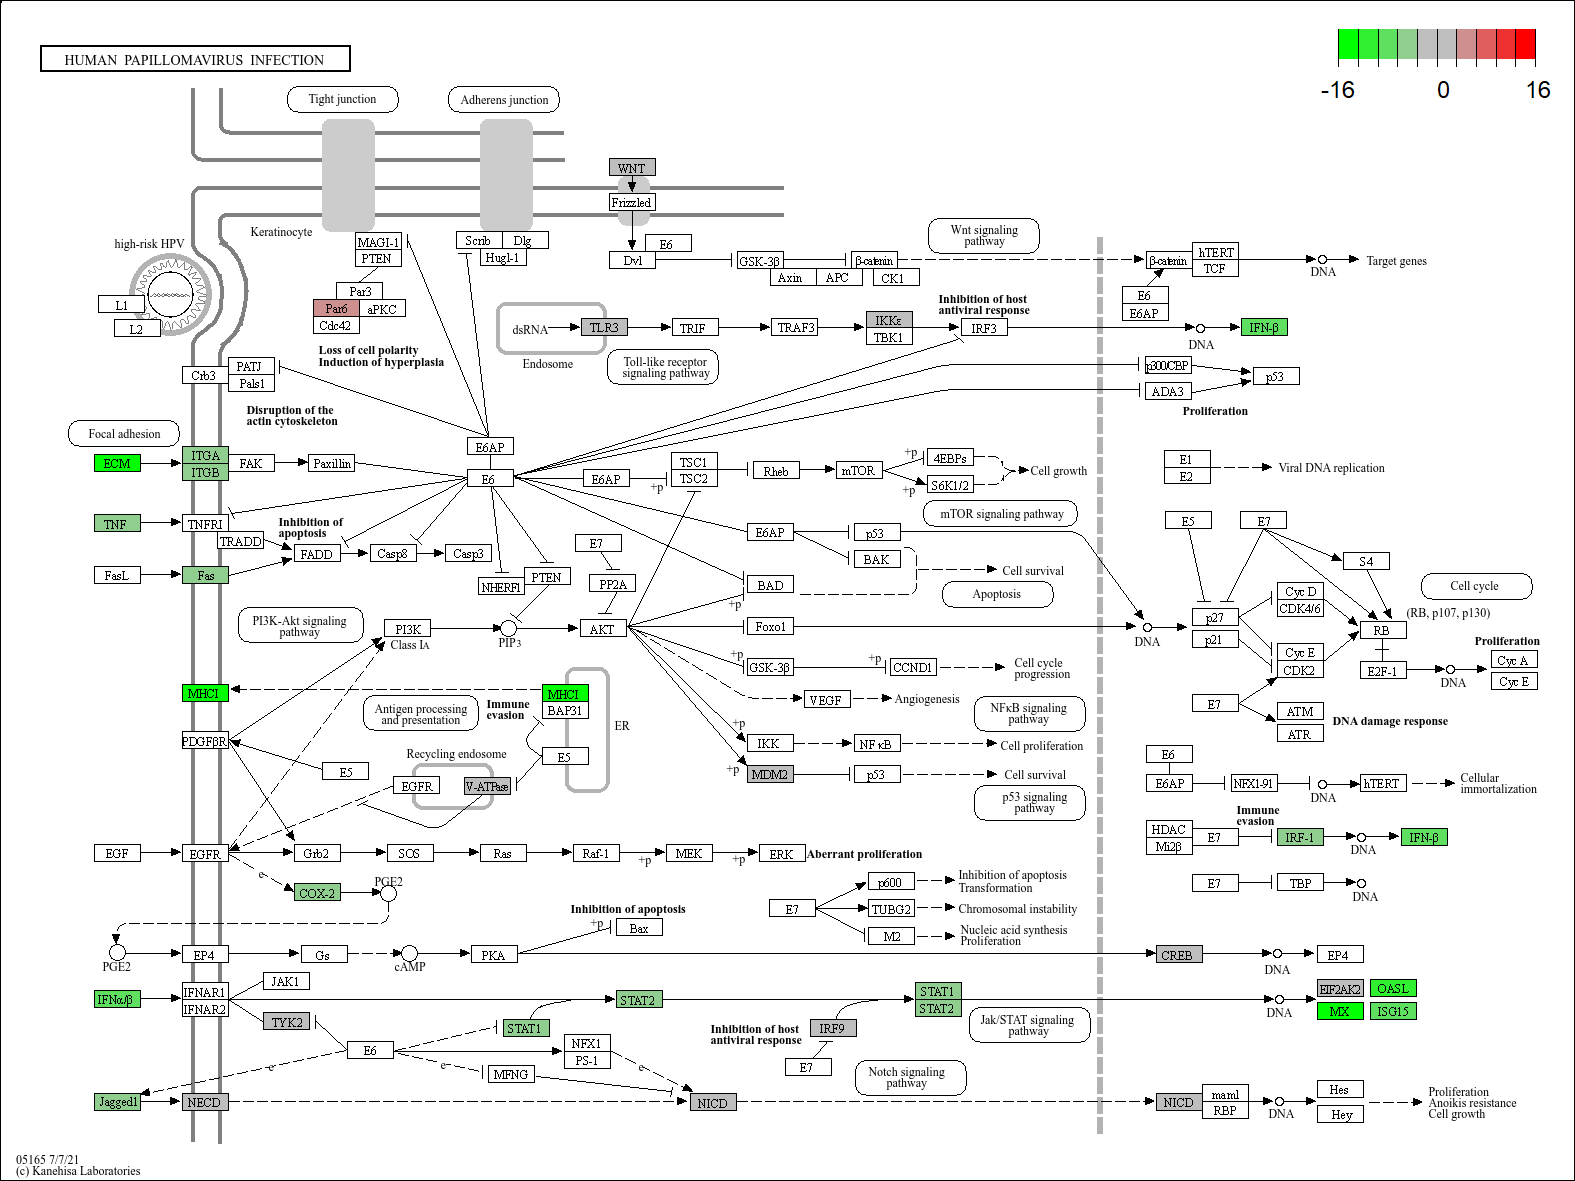 HUMAN PAPILLOMAVIRUS INFECTION
-16 0 16
Tight junction
Adherens junction
WNT
Frizzled
Keratinocyte
high-risk HPV
L1
L2
MAGI-1
PTEN
Par3
Par6
aPKC
Cdc42
Scrib
Dlg
Hugl-1
E6
Dvl
GSK-3β
Axin
APC
β-catenin
CK1
Wnt signaling
pathway
β-catenin
hTERT
TCF
E6
E6AP
DNA
Target genes
Loss of cell polarity
Induction of hyperplasia
dsRNA
TLR3
Endosome
TRIF
Toll-like receptor
signaling pathway
TRAF3
IKKε
TBK1
Inhibition of host
antiviral response
IRF3
DNA
IFN-β
Crb3
PATJ
Pals1
Disruption of the
actin cytoskeleton
p300/CBP
ADA3
p53
Proliferation
Focal adhesion
ECM
ITGA
ITGB
FAK
Paxillin
E6AP
E6
E6AP
+p
TSC1
TSC2
Rheb
mTOR
+p
+p
4EBPs
S6K1/2
Cell growth
mTOR signaling pathway
E1
E2
Viral DNA replication
TNF
TNFRI
TRADD
Inhibition of
apoptosis
FADD
Casp8
Casp3
FasL
Fas
NHERF1
PTEN
E7
PP2A
E6AP
p53
BAK
BAD
+p
Cell survival
Apoptosis
E5
E7
S4
p27
p21
Cyc D
CDK4/6
Cyc E
CDK2
RB
(RB, p107, p130)
Cell cycle
PI3K-Akt signaling
pathway
PI3K
Class IA
PIP3
AKT
Foxo1
DNA
E2F-1
DNA
Proliferation
Cyc A
Cyc E
+p
GSK-3β
+p
CCND1
Cell cycle
progression
MHCI
MHCI
BAP31
ER
Antigen processing
and presentation
Immune
evasion
VEGF
Angiogenesis
NFκB signaling
pathway
E7
ATM
ATR
DNA damage response
PDGFβR
E5
Recycling endosome
EGFR
V-ATPase
E5
+p
IKK
NFκB
Cell proliferation
+p
MDM2
p53
Cell survival
p53 signaling
pathway
E6
E6AP
NFX1-91
DNA
hTERT
Cellular
immortalization
Immune
evasion
HDAC
Mi2β
E7
IRF-1
DNA
IFN-β
EGF
EGFR
Grb2
SOS
Ras
Raf-1
+p
MEK
+p
ERK
Aberrant proliferation
e
COX-2
PGE2
E7
p600
TUBG2
M2
Inhibition of apoptosis
Transformation
Chromosomal instability
Nucleic acid synthesis
Proliferation
E7
TBP
DNA
PGE2
EP4
Gs
cAMP
PKA
Inhibition of apoptosis
+p
Bax
CREB
DNA
EP4
IFNα/β
IFNAR1
IFNAR2
JAK1
TYK2
STAT2
STAT1
STAT1
STAT2
Inhibition of host
antiviral response
IRF9
E7
Jak/STAT signaling
pathway
DNA
EIF2AK2
OASL
MX
ISG15
E6
NFX1
PS-1
MFNG
e
e
e
Notch signaling
pathway
Jagged1
NECD
NICD
NICD
maml
RBP
DNA
Hes
Hey
Proliferation
Anoikis resistance
Cell growth
05165 7/7/21
(c) Kanehisa Laboratories